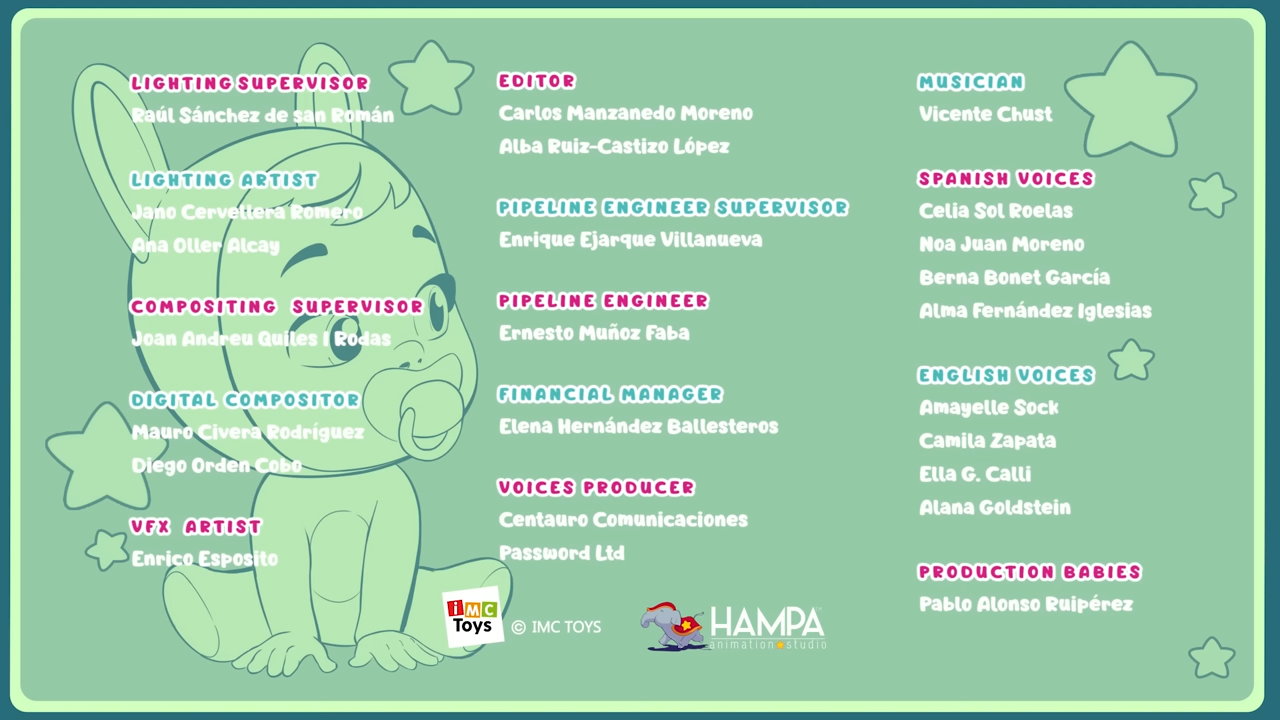 LIGHTING SUPERVISOR
Raúl Sánchez de san Román
LIGHTING ARTIST
Jano Cervellera Romero
Ana Oller Alcay
COMPOSITING SUPERVISOR
Joan Andreu Quiles I Rodas
DIGITAL COMPOSITOR
Mauro Civera Rodríguez
Diego Orden Cobo
VFX ARTIST
Enrico Esposito
EDITOR
Carlos Manzanedo Moreno
Alba Ruiz-Castizo López
PIPELINE ENGINEER SUPERVISOR
Enrique Ejarque Villanueva
PIPELINE ENGINEER
Ernesto Muñoz Faba
FINANCIAL MANAGER
Elena Hernández Ballesteros
VOICES PRODUCER
Centauro Comunicaciones
Password Ltd
MUSICIAN
Vicente Chust
SPANISH VOICES
Celia Sol Roelas
Noa Juan Moreno
Berna Bonet García
Alma Fernández Iglesias
ENGLISH VOICES
Amayelle Sock
Camila Zapata
Ella G. Calli
Alana Goldstein
PRODUCTION BABIES
Pablo Alonso Ruipérez
iMC
Toys
© IMC TOYS
HAMPA
animation studio